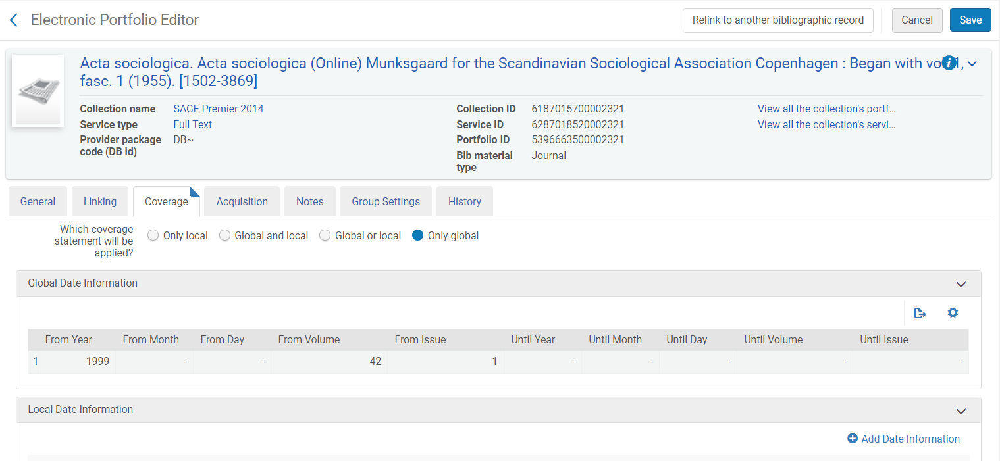 Electronic Portfolio Editor
Relink to another bibliographic record
Cancel
Save
Acta sociologica. Acta sociologica (Online) Munksgaard for the Scandinavian Sociological Association Copenhagen : Began with vol 1,
fasc. 1 (1955). [1502-3869]
Collection name SAGE Premier 2014
Service type Full Text
Provider package DB~
code (DB id)
Collection ID 6187015700002321
Service ID 6287018520002321
Portfolio ID 5396663500002321
Bib material Journal
type
View all the collection's portf...
View all the collection's servi...
General Linking Coverage Acquisition Notes Group Settings History
Which coverage
statement will be
applied?
Only local Global and local Global or local Only global
Global Date Information
From Year From Month From Day From Volume From Issue Until Year Until Month Until Day Until Volume Until Issue
1 1999 - - 42 1 - - - - -
Local Date Information
Add Date Information